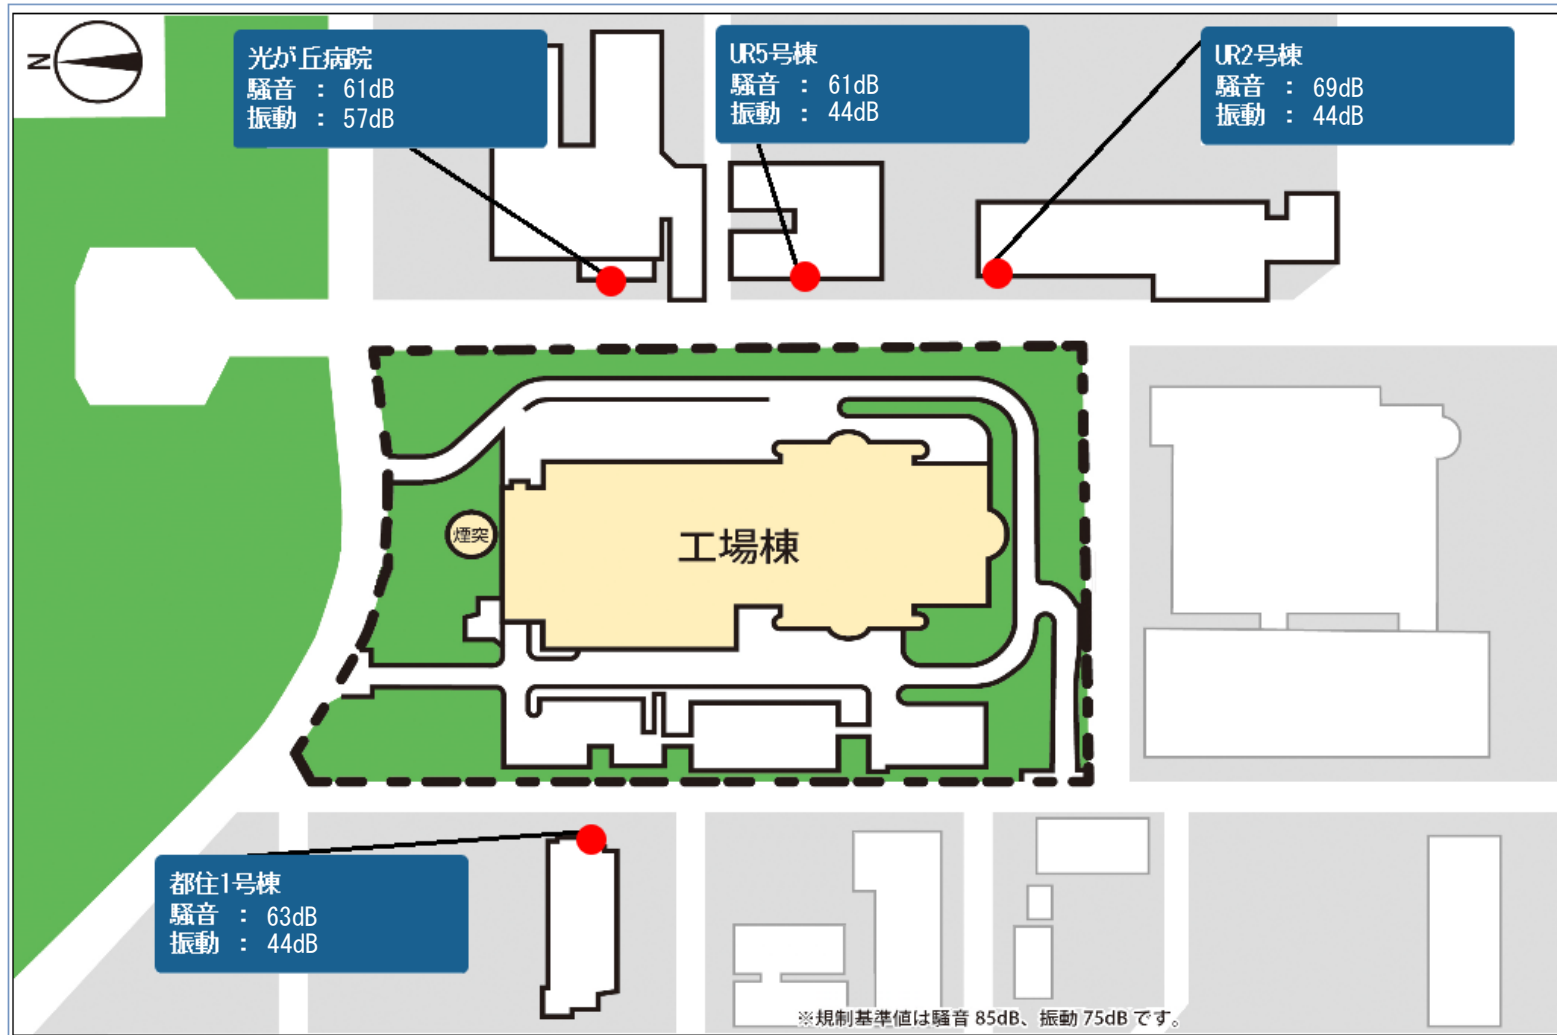 N
光が丘病院
騒音 : 61dB
振動 : 57dB
UR5号棟
騒音 : 61dB
振動 : 44dB
UR2号棟
騒音 : 69dB
振動 : 44dB
煙突
工場棟
都住1号棟
騒音 : 63dB
振動 : 44dB
※規制基準値は騒音 85dB、振動 75dB です。